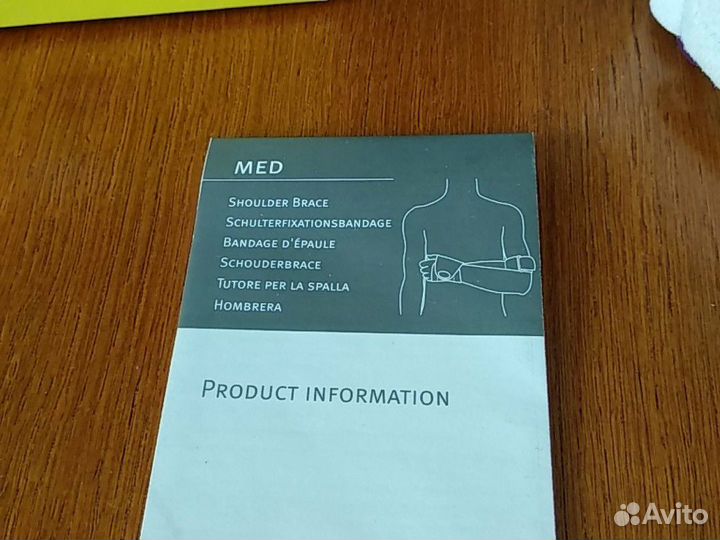 MED
SHOULDER BRACE
SCHULTERFIXATIONSBANDAGE
BANDAGE D'ÉPAULE
SCHOUDERBRACE
TUTORE PER LA SPALLA
HOMBRERA
PRODUCT INFORMATION
Avito